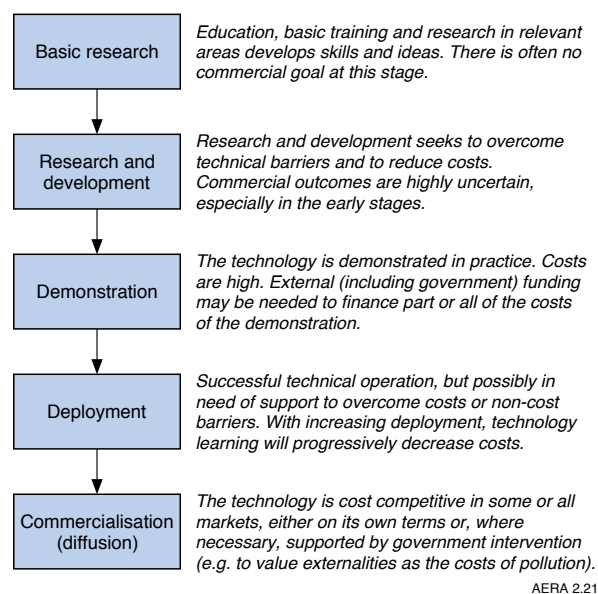 Basic research
Education, basic training and research in relevant
areas develops skills and ideas. There is often no
commercial goal at this stage.
Research and
development
Research and development seeks to overcome
technical barriers and to reduce costs.
Commercial outcomes are highly uncertain,
especially in the early stages.
Demonstration
The technology is demonstrated in practice. Costs
are high. External (including government) funding
may be needed to finance part or all of the costs
of the demonstration.
Deployment
Successful technical operation, but possibly in
need of support to overcome costs or non-cost
barriers. With increasing deployment, technology
learning will progressively decrease costs.
Commercialisation
(diffusion)
The technology is cost competitive in some or all
markets, either on its own terms or, where
necessary, supported by government intervention
(e.g. to value externalities as the costs of pollution).
AERA 2.21